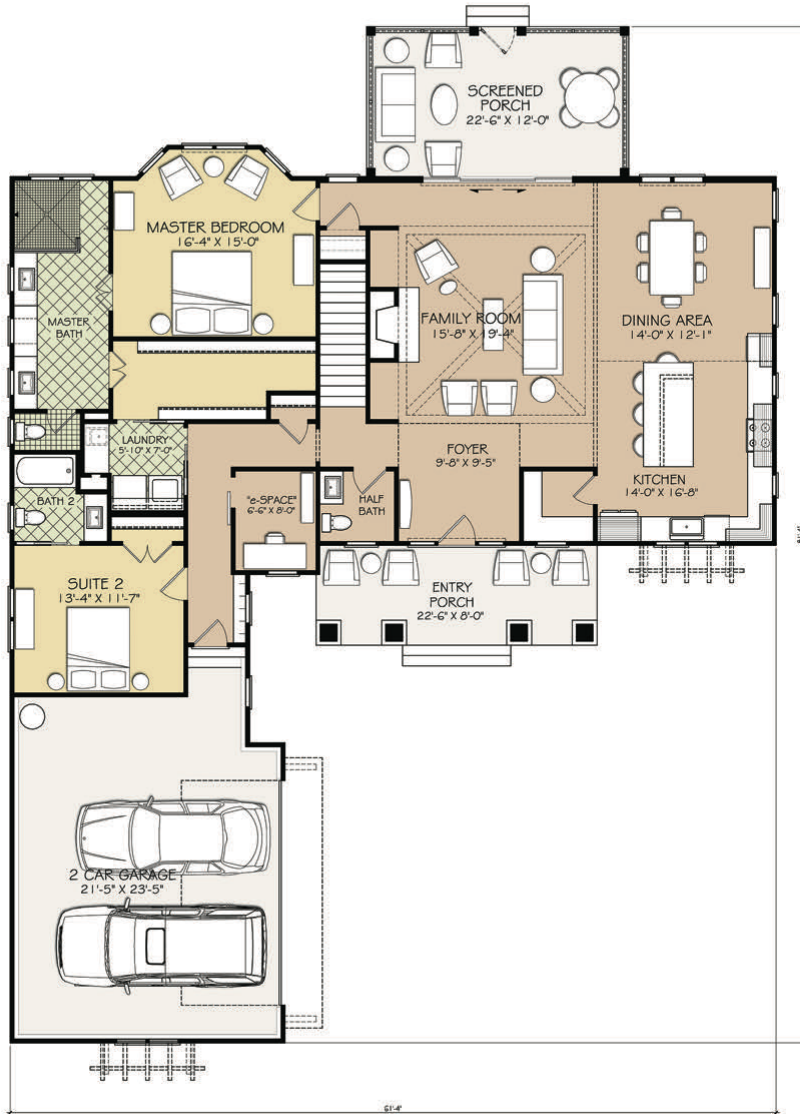 SCREENED
PORCH
22'-6" X 12'-0"
MASTER BEDROOM
16'-4" X 15'-0"
MASTER
BATH
FAMILY ROOM
15'-8" X 19'-4"
DINING AREA
14'-0" X 12'-1"
LAUNDRY
5'-10" X 7'-0"
FOYER
9'-8" X 9'-5"
KITCHEN
14'-0" X 16'-8"
BATH 2
"e-SPACE"
6'-6" X 8'-0"
HALF
BATH
SUITE 2
13'-4" X 11'-7"
ENTRY
PORCH
22'-6" X 8'-0"
2 CAR GARAGE
21'-5" X 23'-5"
61'-4"